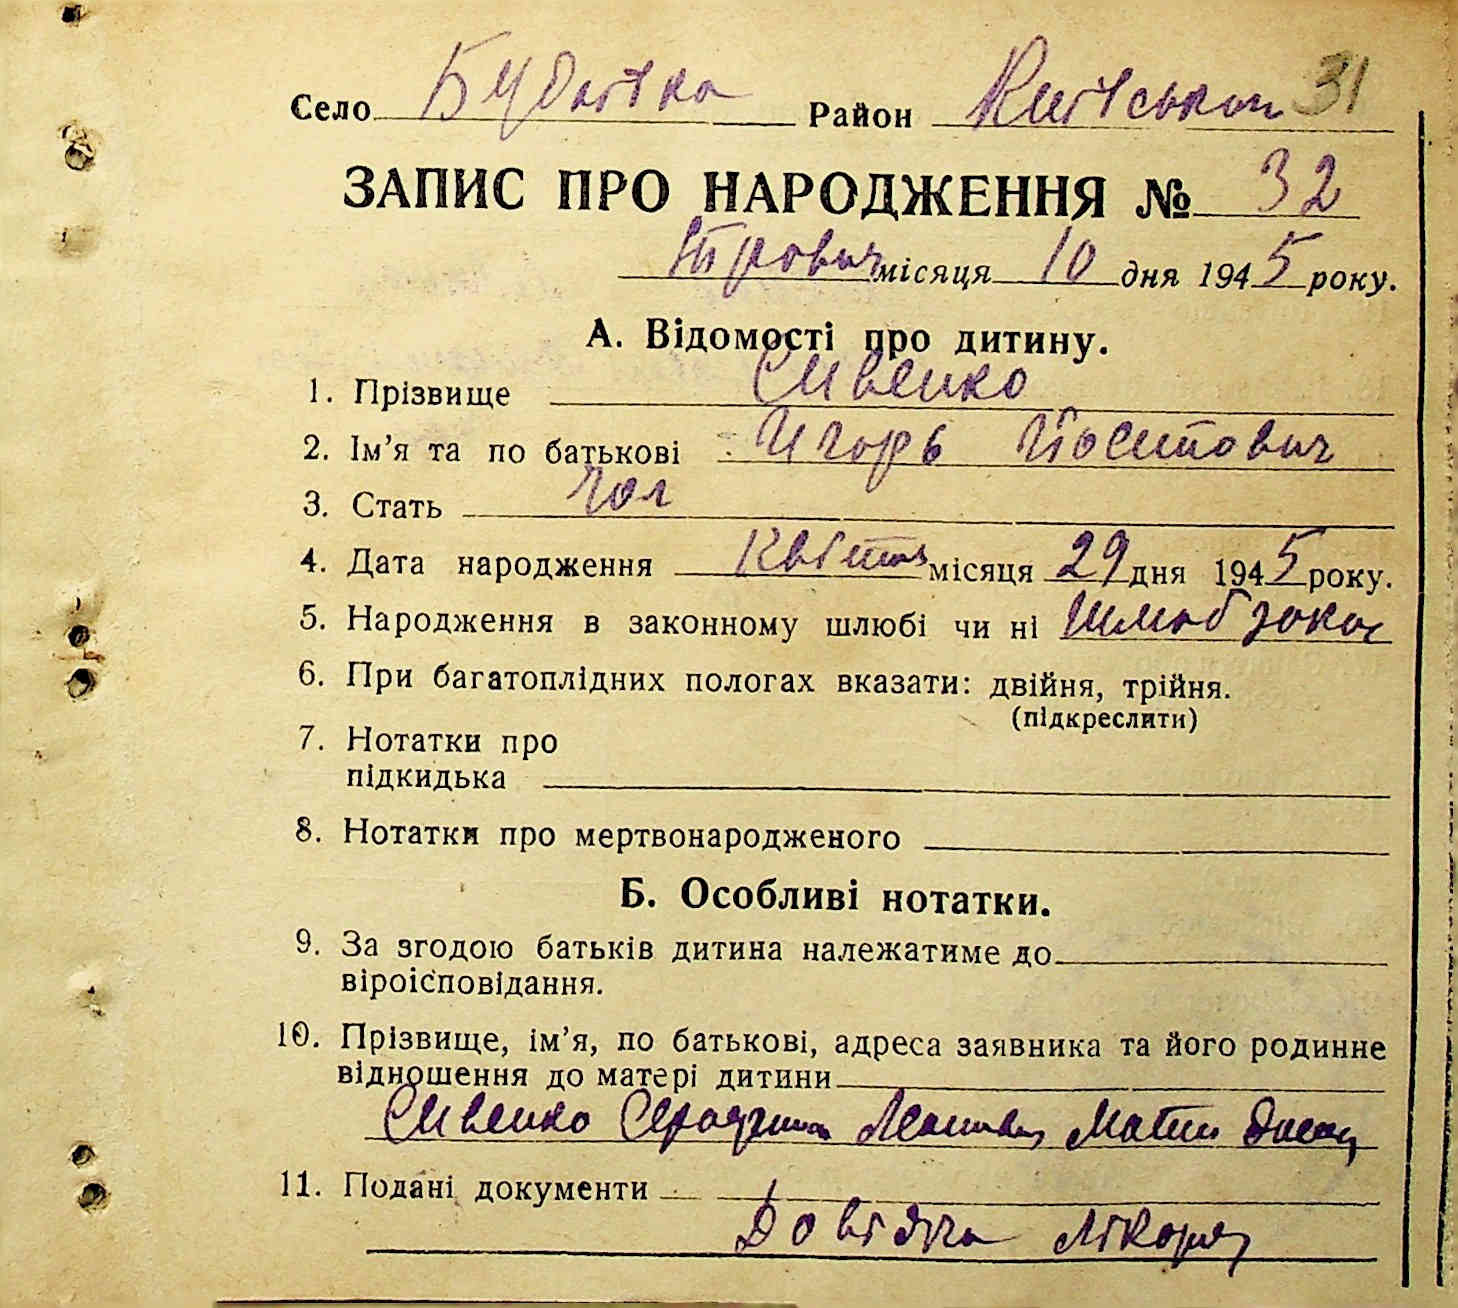 Село Будаївка Район Київський 31
ЗАПИС ПРО НАРОДЖЕННЯ № 32
місяця 10 дня 1945 року.
А. Відомості про дитину.
1. Прізвище Сивенко
2. Ім’я та по батькові Игорь Йосипович
3. Стать Чол
4. Дата народження Квітня місяця 29 дня 1945 року.
5. Народження в законному шлюбі чи ні Шлюб
6. При багатоплідних пологах вказати: двійня, трійня.
(підкреслити)
7. Нотатки про
підкидька
8. Нотатки про мертвонародженого
Б. Особливі нотатки.
9. За згодою батьків дитина належатиме до
віроісповідання.
10. Прізвище, ім’я, по батькові, адреса заявника та його родинне
відношення до матері дитини
Сивенко Мати
11. Подані документи
Довідка лікаря